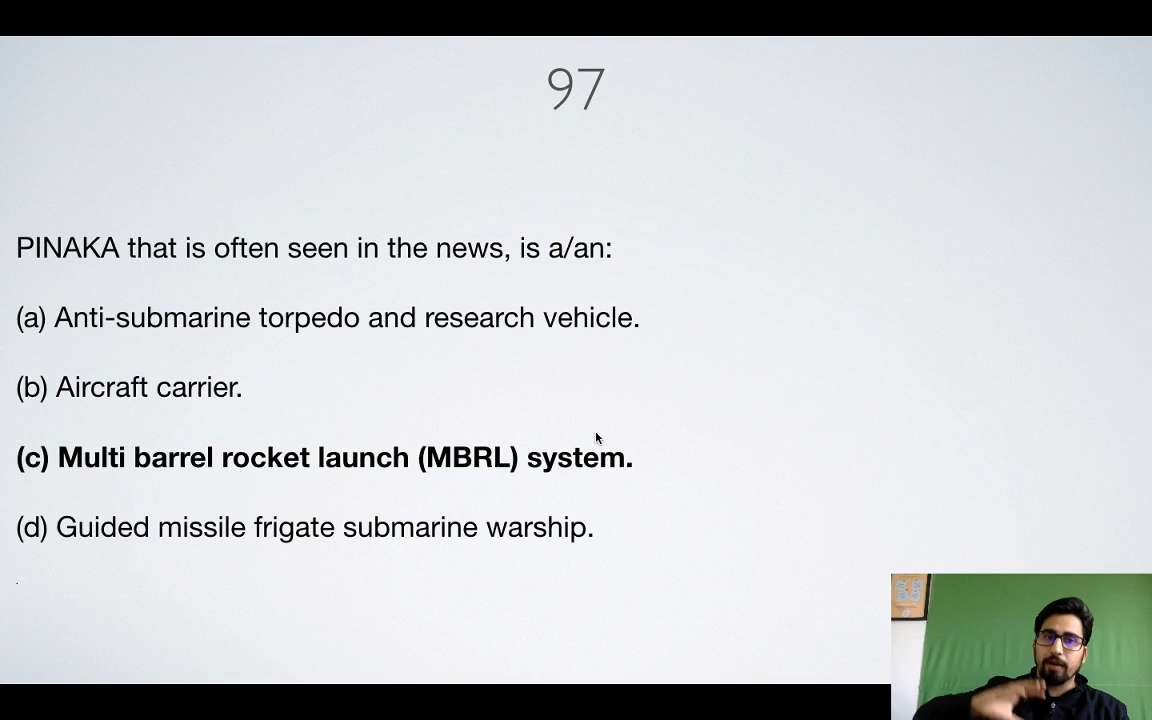 97
PINAKA that is often seen in the news, is a/an:
(a) Anti-submarine torpedo and research vehicle.
(b) Aircraft carrier.
(c) Multi barrel rocket launch (MBRL) system.
(d) Guided missile frigate submarine warship.
.